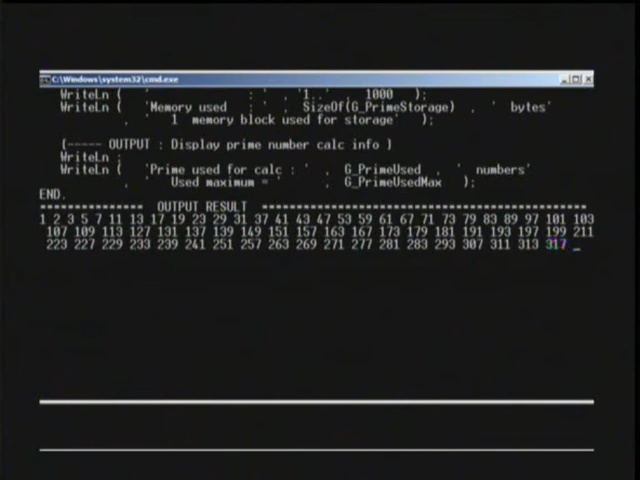 C:\Windows\system32\cmd.exe
WriteLn ( ' : ' , '1..' , 1000 );
WriteLn ( 'Memory used : ' , SizeOf(G_PrimeStorage) , ' bytes'
, ' 1 memory block used for storage' );
{----- OUTPUT : Display prime number calc info }
WriteLn ;
WriteLn ( 'Prime used for calc : ' , G_PrimeUsed , ' numbers'
, ' Used maximum = ' , G_PrimeUsedMax );
END.
--------------- OUTPUT RESULT -----------------------------------------------
1 2 3 5 7 11 13 17 19 23 29 31 37 41 43 47 53 59 61 67 71 73 79 83 89 97 101 103
107 109 113 127 131 137 139 149 151 157 163 167 173 179 181 191 193 197 199 211
223 227 229 233 239 241 251 257 263 269 271 277 281 283 293 307 311 313 317 _